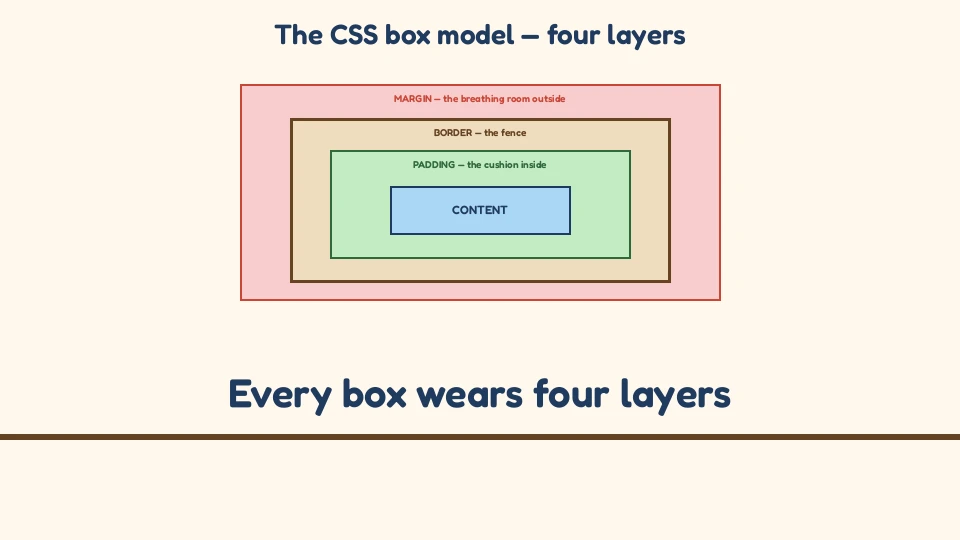 The CSS box model — four layers
MARGIN — the breathing room outside
BORDER — the fence
PADDING — the cushion inside
CONTENT
Every box wears four layers